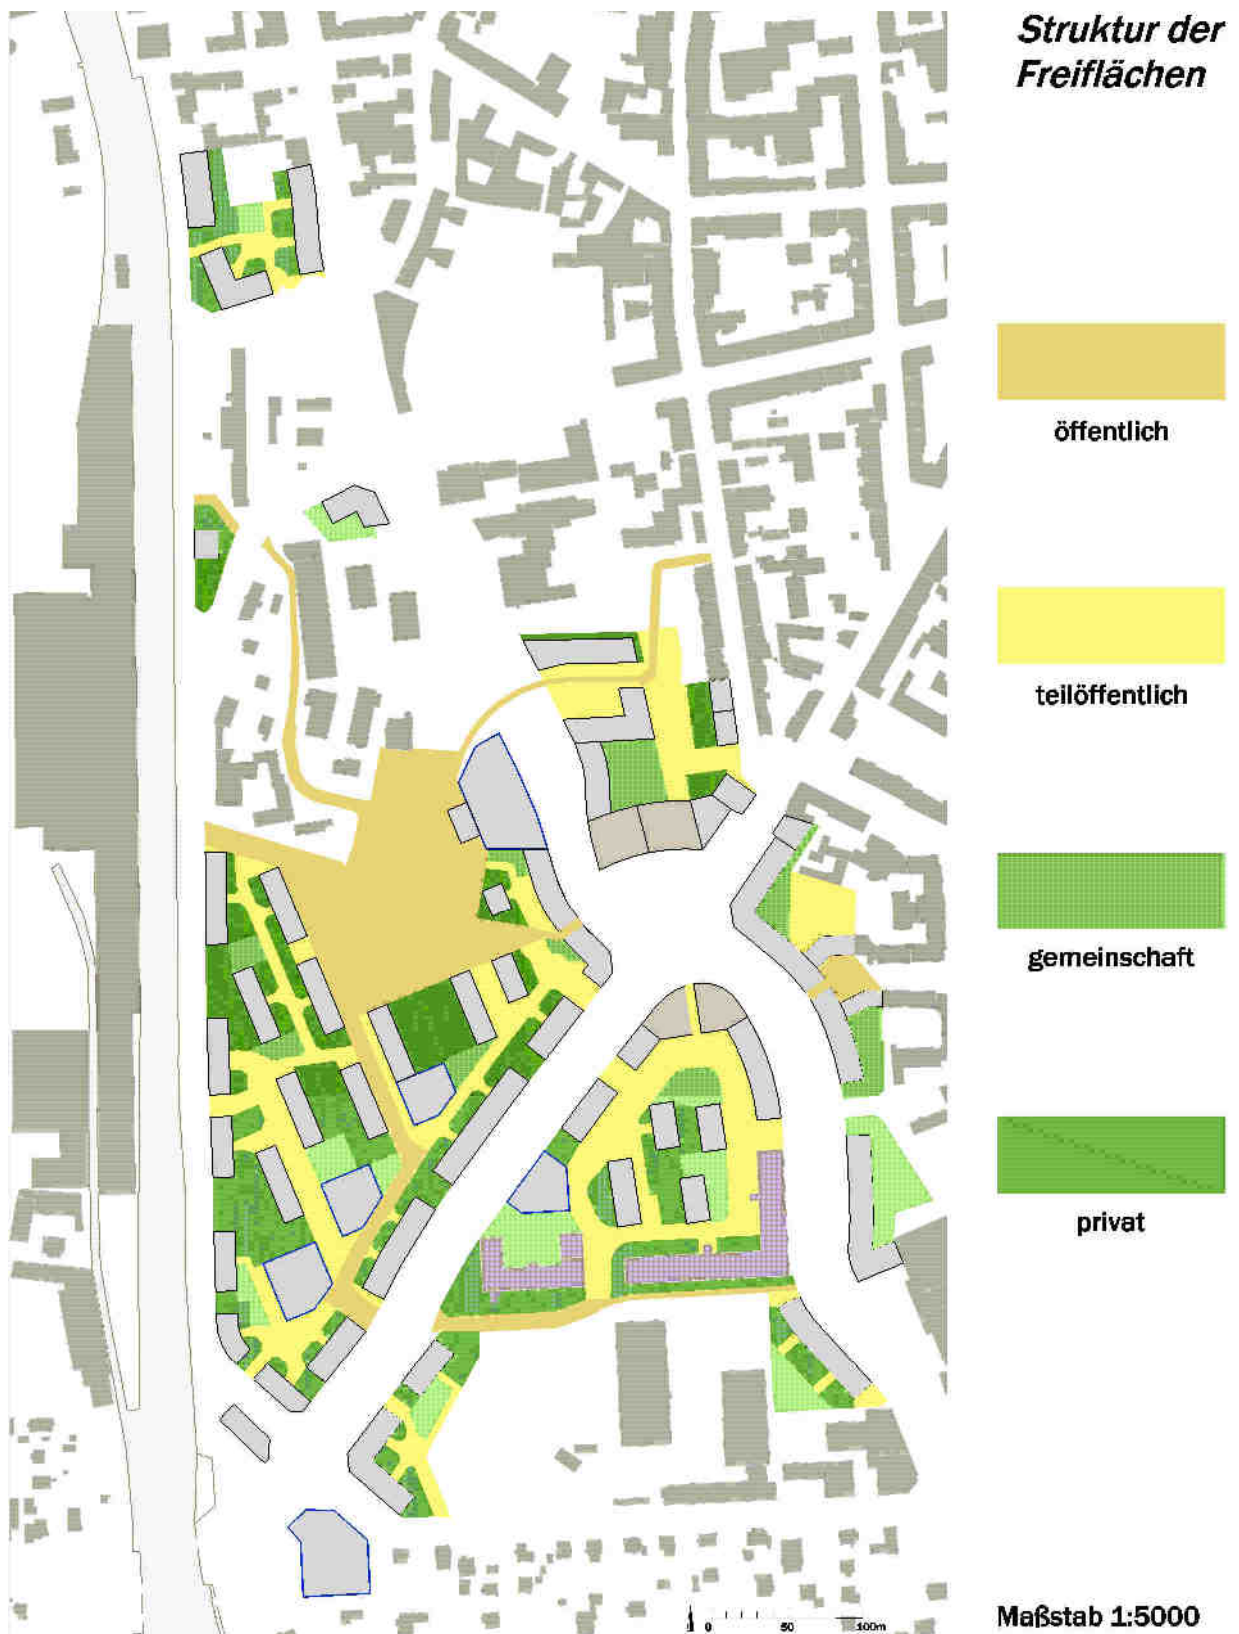 Struktur der
Freiflächen
öffentlich
teilöffentlich
gemeinschaft
privat
0 50 100m
Maßstab 1:5000